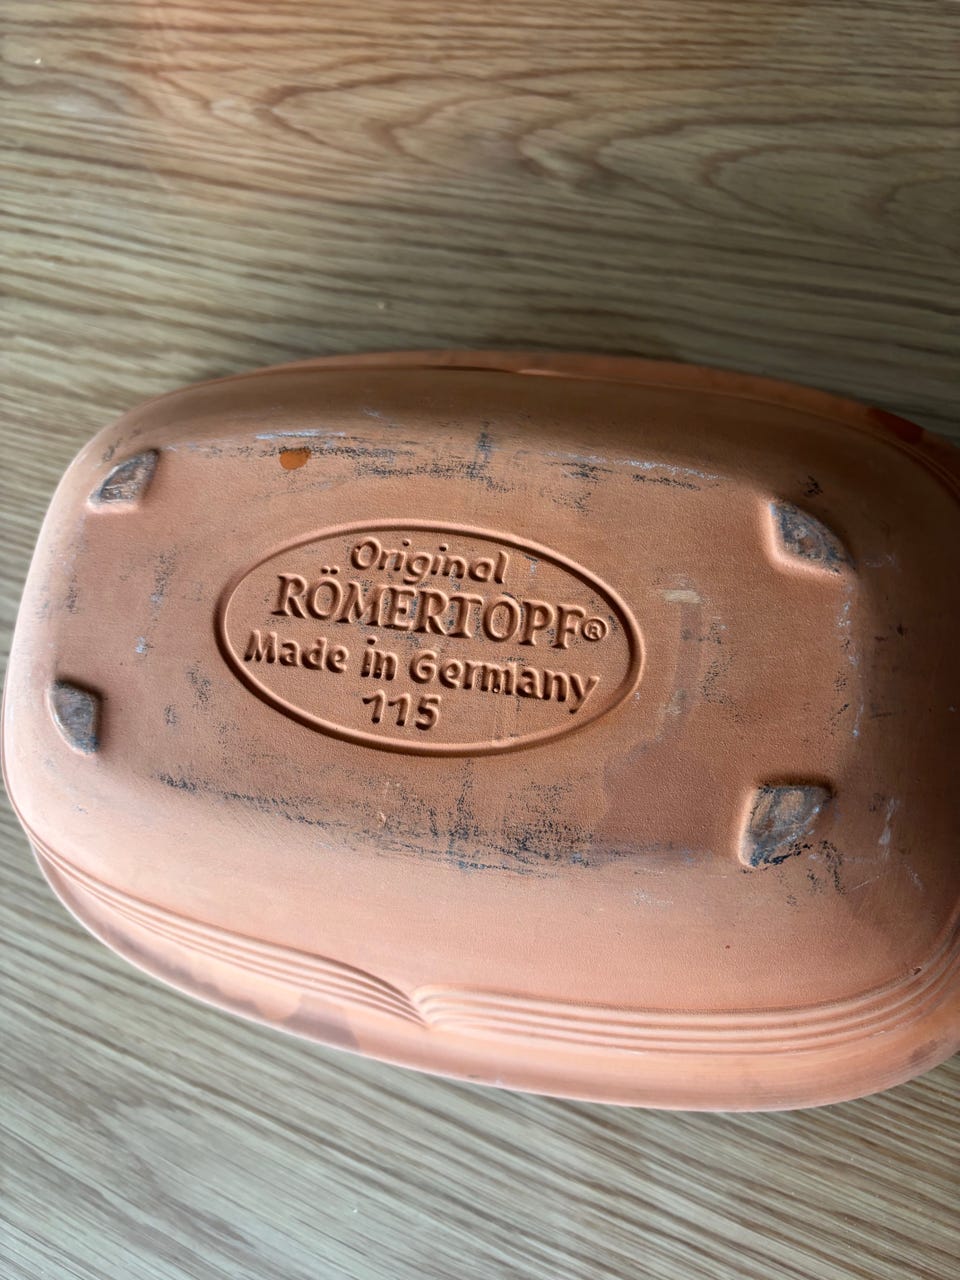 Original
RÖMERTOPF®
Made in Germany
115